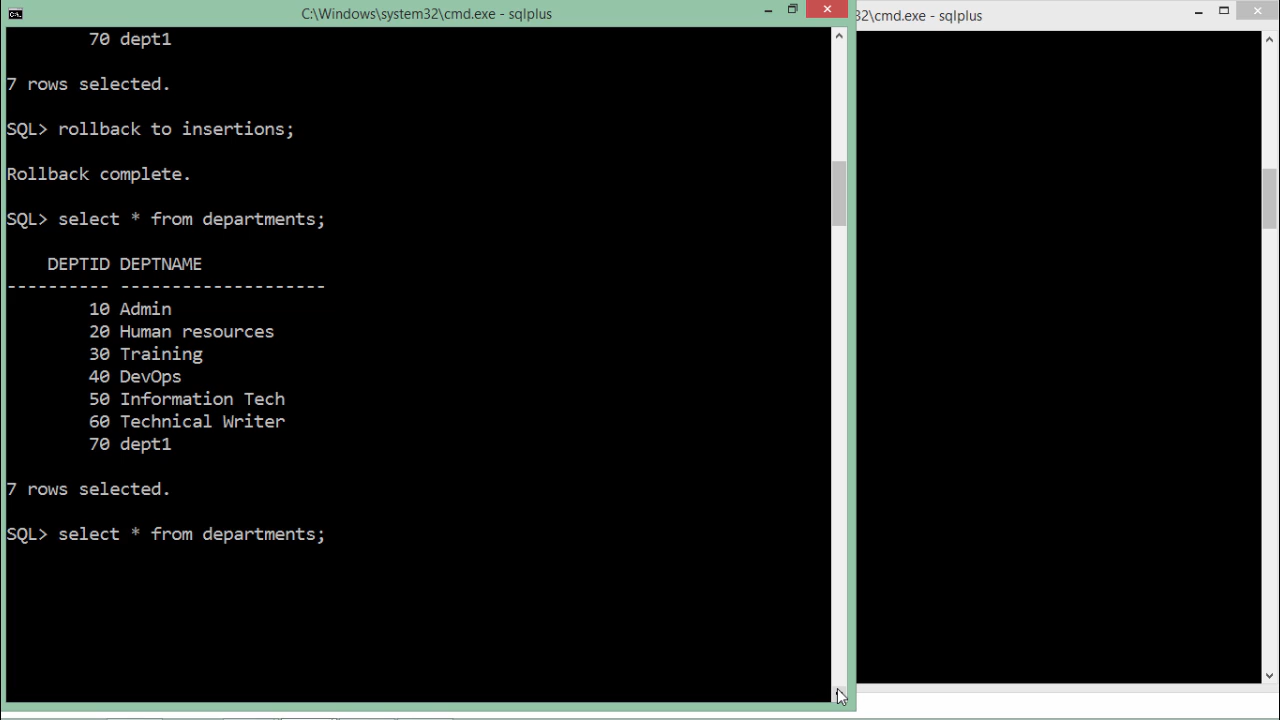 C:\Windows\system32\cmd.exe - sqlplus
32\cmd.exe - sqlplus
70 dept1
7 rows selected.
SQL> rollback to insertions;
Rollback complete.
SQL> select * from departments;
DEPTID DEPTNAME
---------- --------------------
10 Admin
20 Human resources
30 Training
40 DevOps
50 Information Tech
60 Technical Writer
70 dept1
7 rows selected.
SQL> select * from departments;